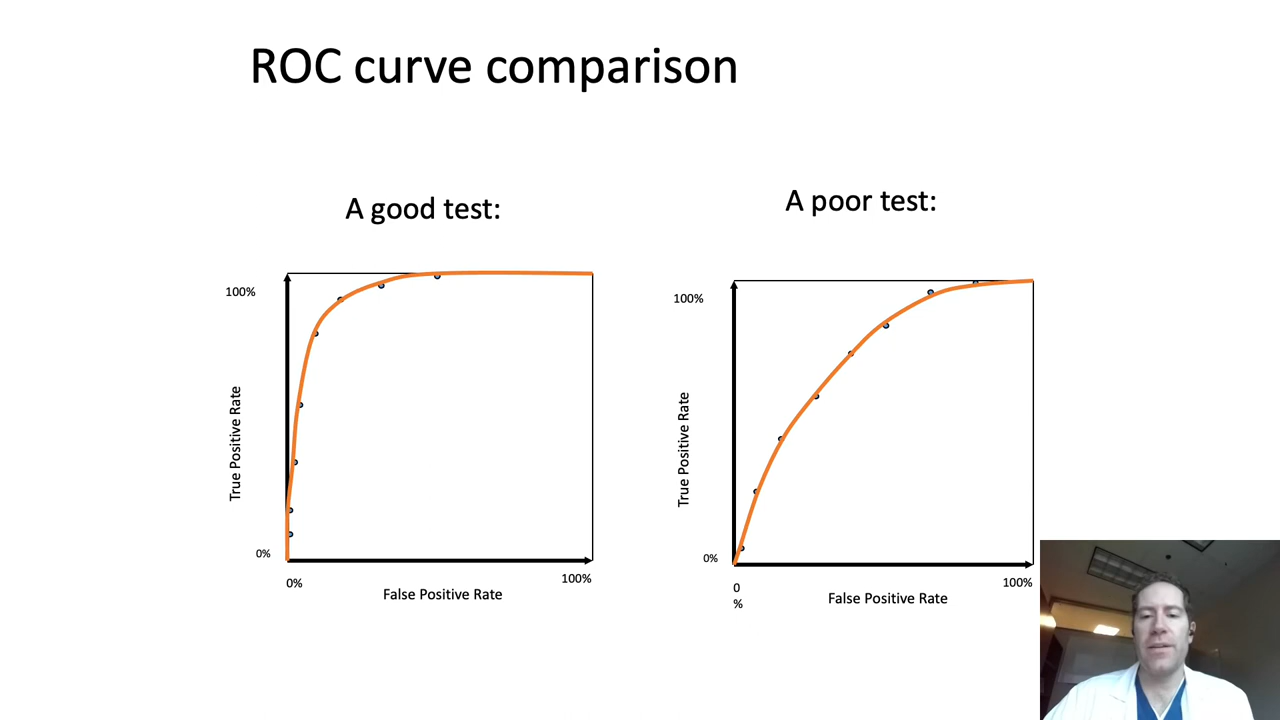 ROC curve comparison
A good test:
A poor test:
100%
True Positive Rate
0%
0%
100%
False Positive Rate
100%
True Positive Rate
0%
0
%
100%
False Positive Rate